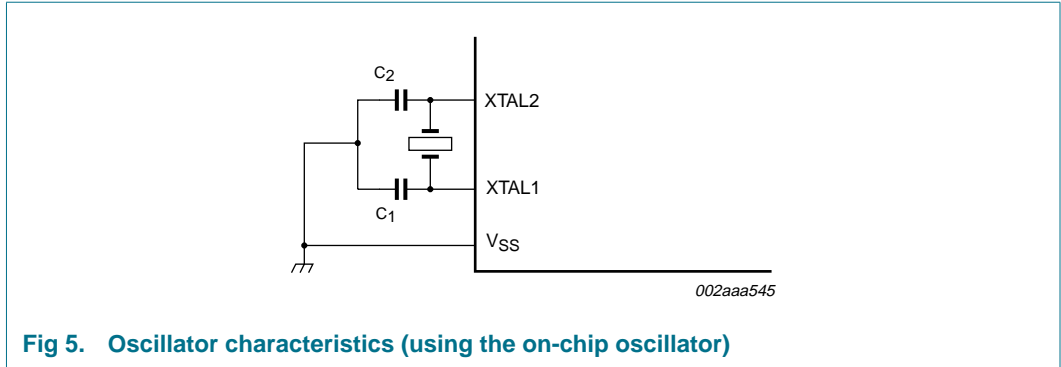 C2
XTAL2
XTAL1
C1
VSS
002aaa545
Fig 5. Oscillator characteristics (using the on-chip oscillator)